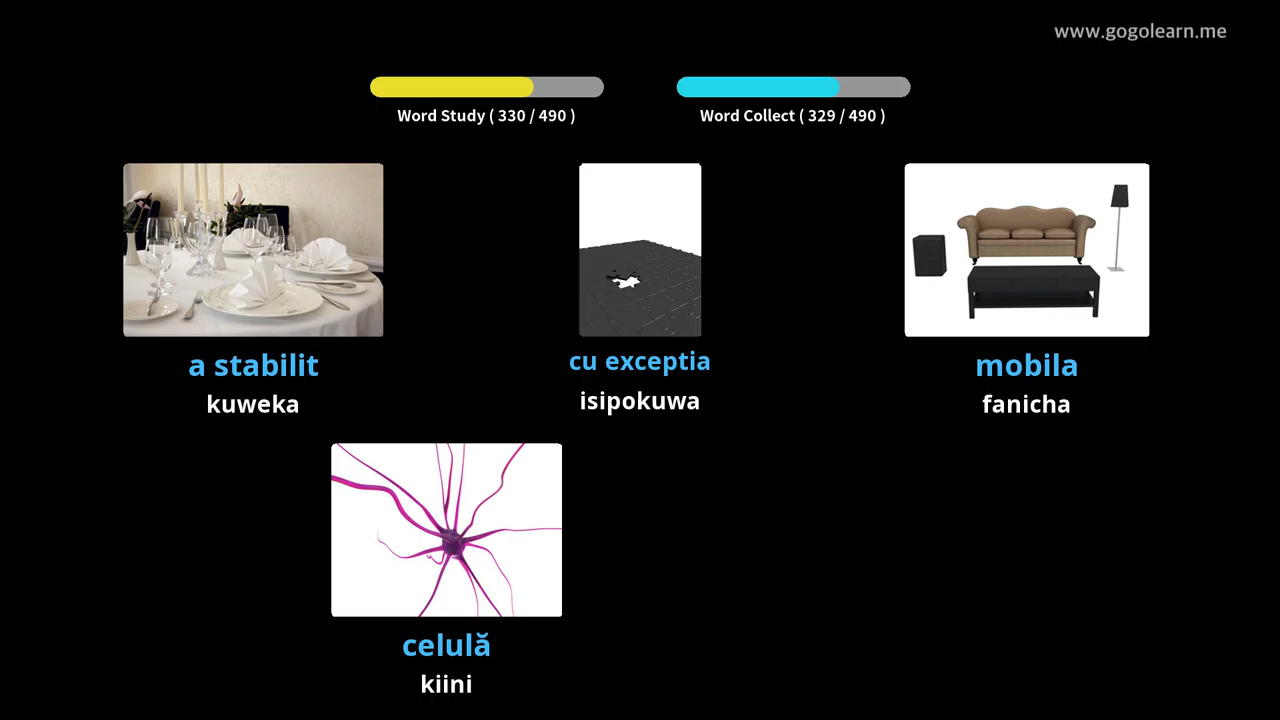 www.gogolearn.me
Word Study ( 330 / 490 )
Word Collect ( 329 / 490 )
a stabilit
kuweka
cu exceptia
isipokuwa
mobila
fanicha
celulă
kiini